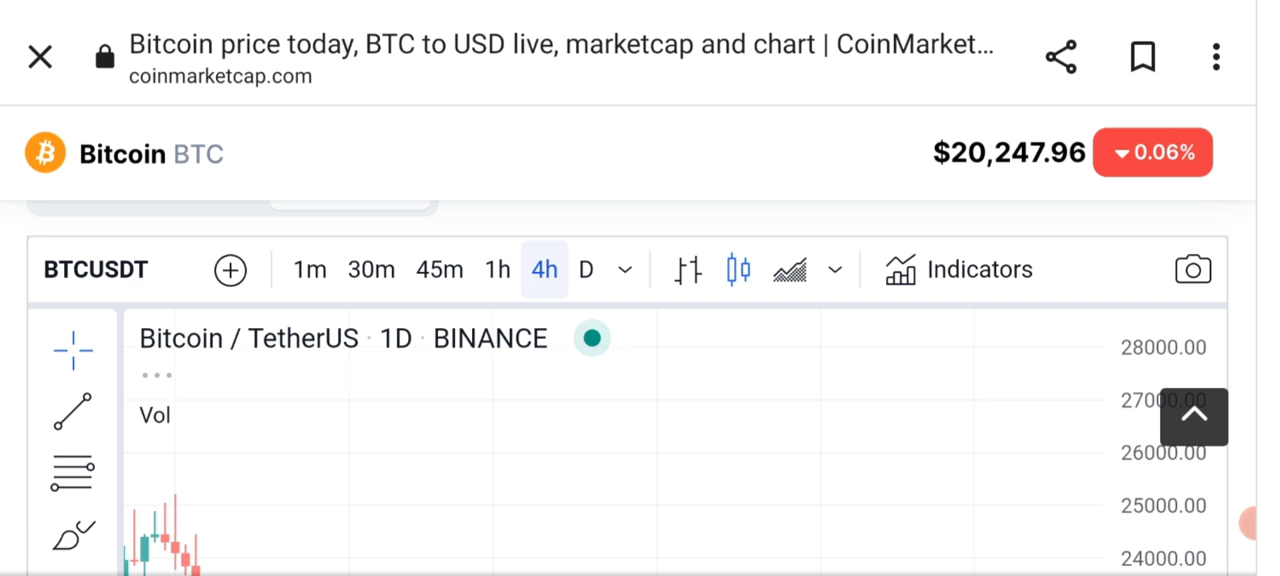 Bitcoin price today, BTC to USD live, marketcap and chart | CoinMarket...
coinmarketcap.com
Bitcoin BTC
$20,247.96 0.06%
BTCUSDT 1m 30m 45m 1h 4h D Indicators
Bitcoin / TetherUS · 1D · BINANCE
Vol
28000.00
27000.00
26000.00
25000.00
24000.00